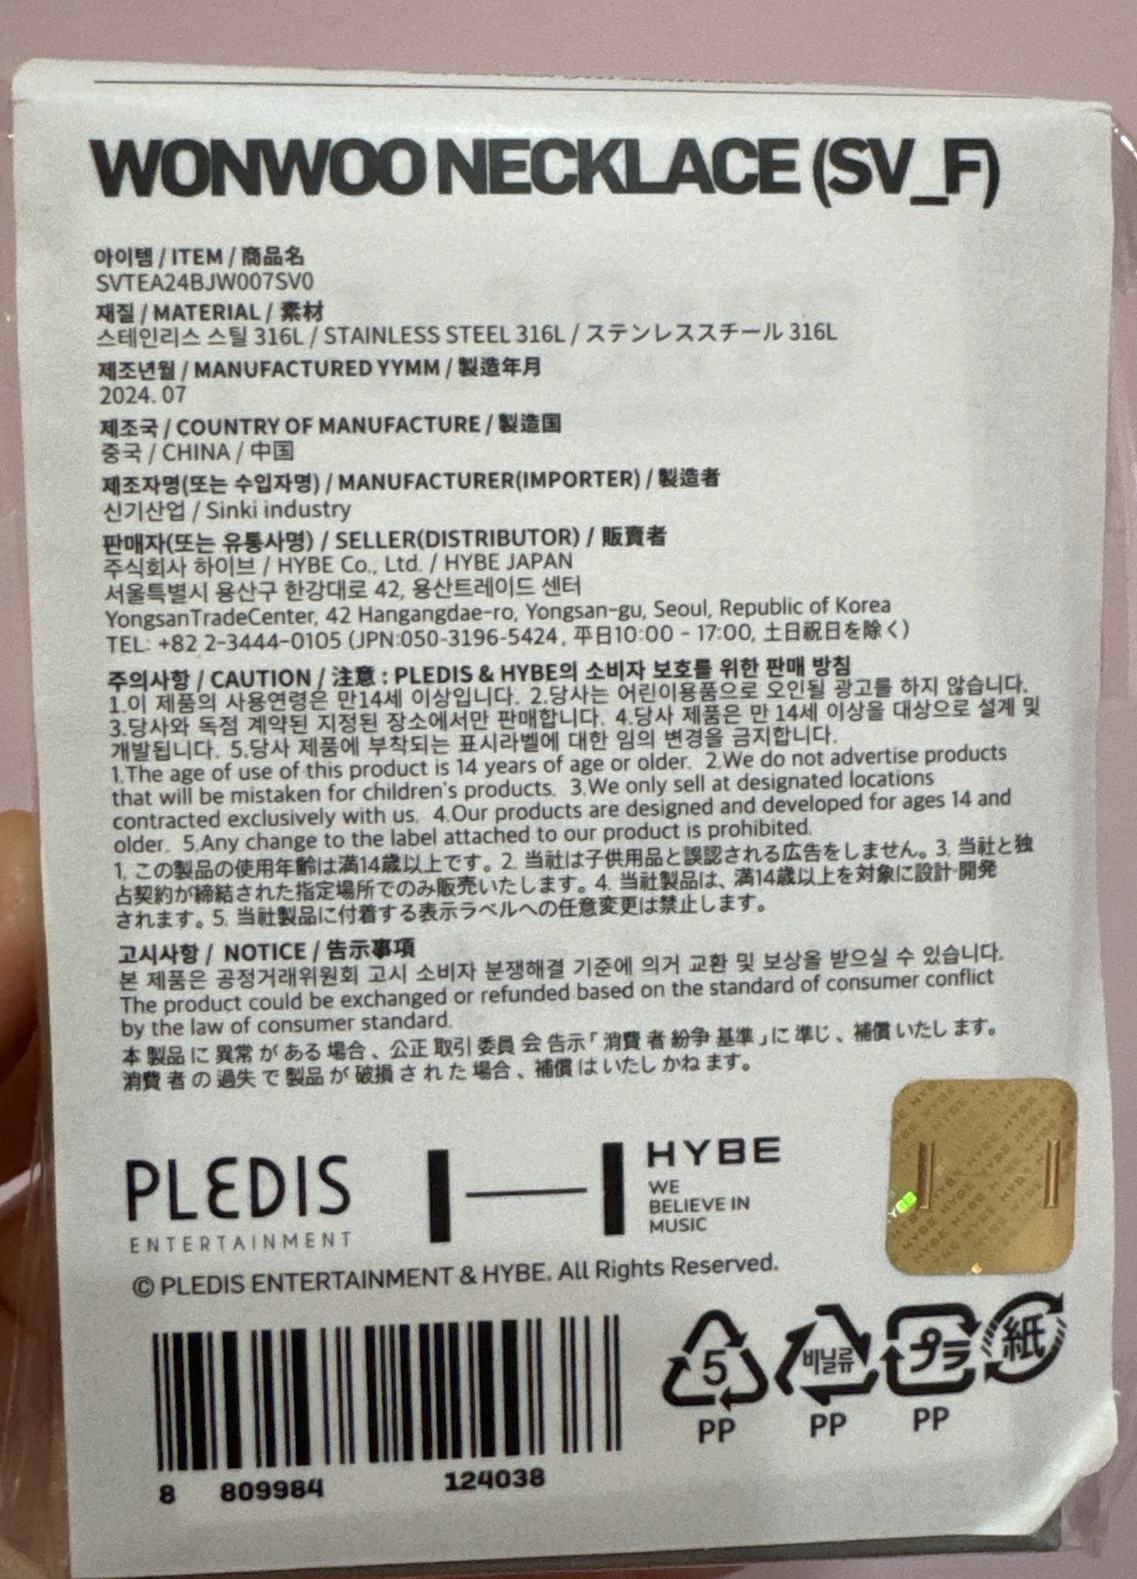 WONWOO NECKLACE (SV_F)
아이템 / ITEM / 商品名
SVTEA24BJW007SV0
재질 / MATERIAL / 素材
스테인리스 스틸 316L / STAINLESS STEEL 316L / ステンレススチール 316L
제조년월 / MANUFACTURED YYMM / 製造年月
2024. 07
제조국 / COUNTRY OF MANUFACTURE / 製造国
중국 / CHINA / 中国
제조자명(또는 수입자명) / MANUFACTURER(IMPORTER) / 製造者
신기산업 / Sinki industry
판매자(또는 유통사명) / SELLER(DISTRIBUTOR) / 販賣者
주식회사 하이브 / HYBE Co., Ltd. / HYBE JAPAN
서울특별시 용산구 한강대로 42, 용산트레이드 센터
YongsanTradeCenter, 42 Hangangdae-ro, Yongsan-gu, Seoul, Republic of Korea
TEL: +82 2-3444-0105 (JPN:050-3196-5424, 平日10:00 - 17:00, 土日祝日を除く)
주의사항 / CAUTION / 注意 : PLEDIS & HYBE의 소비자 보호를 위한 판매 방침
1.이 제품의 사용연령은 만14세 이상입니다. 2.당사는 어린이용품으로 오인될 광고를 하지 않습니다.
3.당사와 독점 계약된 지정된 장소에서만 판매합니다. 4.당사 제품은 만 14세 이상을 대상으로 설계 및
개발됩니다. 5.당사 제품에 부착되는 표시라벨에 대한 임의 변경을 금지합니다.
1.The age of use of this product is 14 years of age or older. 2.We do not advertise products
that will be mistaken for children's products. 3.We only sell at designated locations
contracted exclusively with us. 4.Our products are designed and developed for ages 14 and
older. 5.Any change to the label attached to our product is prohibited.
1. この製品の使用年齢は満14歳以上です。2. 当社は子供用品と誤認される広告をしません。3. 当社と独
占契約が締結された指定場所でのみ販売いたします。4. 当社製品は、満14歳以上を対象に設計·開発
されます。5. 当社製品に付着する表示ラベルへの任意変更は禁止します。
고시사항 / NOTICE / 告示事項
본 제품은 공정거래위원회 고시 소비자 분쟁해결 기준에 의거 교환 및 보상을 받으실 수 있습니다.
The product could be exchanged or refunded based on the standard of consumer conflict
by the law of consumer standard.
本製品に異常がある場合、公正取引委員会告示「消費者紛争基準」に準じ、補償いたします。
消費者の過失で製品が破損された場合、補償はいたしかねます。
PLEDIS
ENTERTAINMENT
HYBE
WE
BELIEVE IN
MUSIC
© PLEDIS ENTERTAINMENT & HYBE. All Rights Reserved.
8 809984 124038
5 비닐류 プラ 紙
PP PP PP